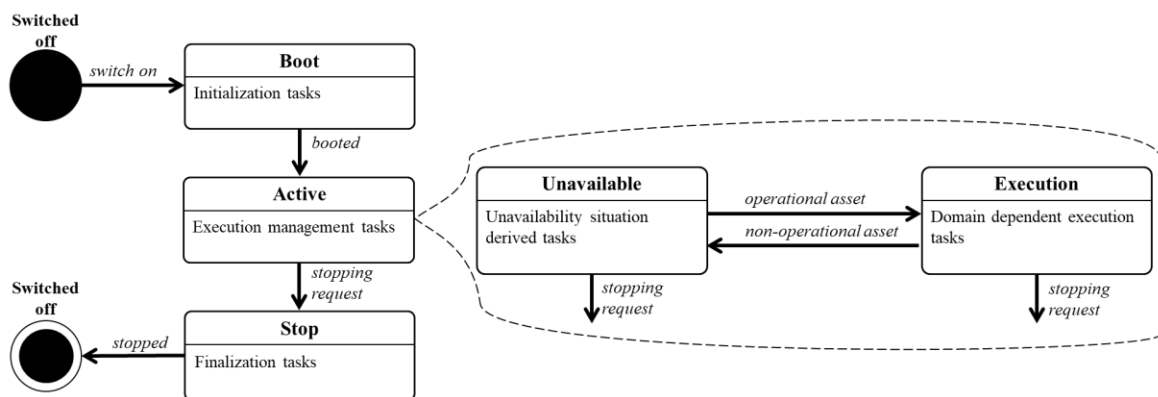 Switched
off
switch on
Boot
Initialization tasks
booted
Active
Execution management tasks
stopping
request
Switched
off
stopped
Stop
Finalization tasks
Unavailable
Unavailability situation
derived tasks
stopping
request
operational asset
non-operational asset
Execution
Domain dependent execution
tasks
stopping
request